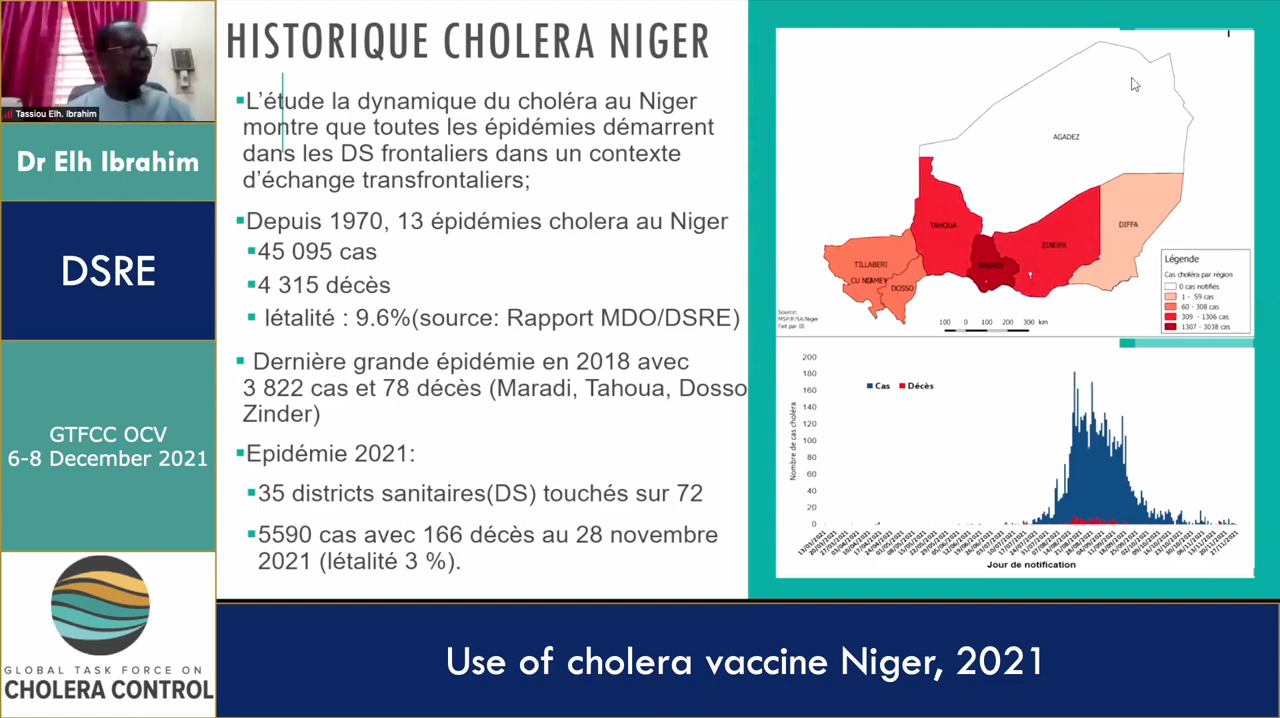 Tassiou Elh. Ibrahim
Dr Elh Ibrahim
DSRE
GTFCC OCV
6-8 December 2021
GLOBAL TASK FORCE ON
CHOLERA CONTROL
HISTORIQUE CHOLERA NIGER
▪L'étude la dynamique du choléra au Niger
montre que toutes les épidémies démarrent
dans les DS frontaliers dans un contexte
d'échange transfrontaliers;
▪Depuis 1970, 13 épidémies cholera au Niger
▪45 095 cas
▪4 315 décès
▪ létalité : 9.6%(source: Rapport MDO/DSRE)
▪ Dernière grande épidémie en 2018 avec
3 822 cas et 78 décès (Maradi, Tahoua, Dosso
Zinder)
▪Epidémie 2021:
▪35 districts sanitaires(DS) touchés sur 72
▪5590 cas avec 166 décès au 28 novembre
2021 (létalité 3 %).
AGADEZ
TAHOUA
DIFFA
ZINDER
MARADI
TILLABERI
DOSSO
Légende
Cas choléra par région
0 cas notifiés
1 - 59 cas
60 - 308 cas
309 - 1306 cas
1307 - 3038 cas
Source:
MSP/P/SA/Niger
Fait par IB
100 0 100 200 300 km
Cas Décès
Nombre de cas choléra
200
180
160
140
120
100
80
60
40
20
0
Jour de notification
Use of cholera vaccine Niger, 2021